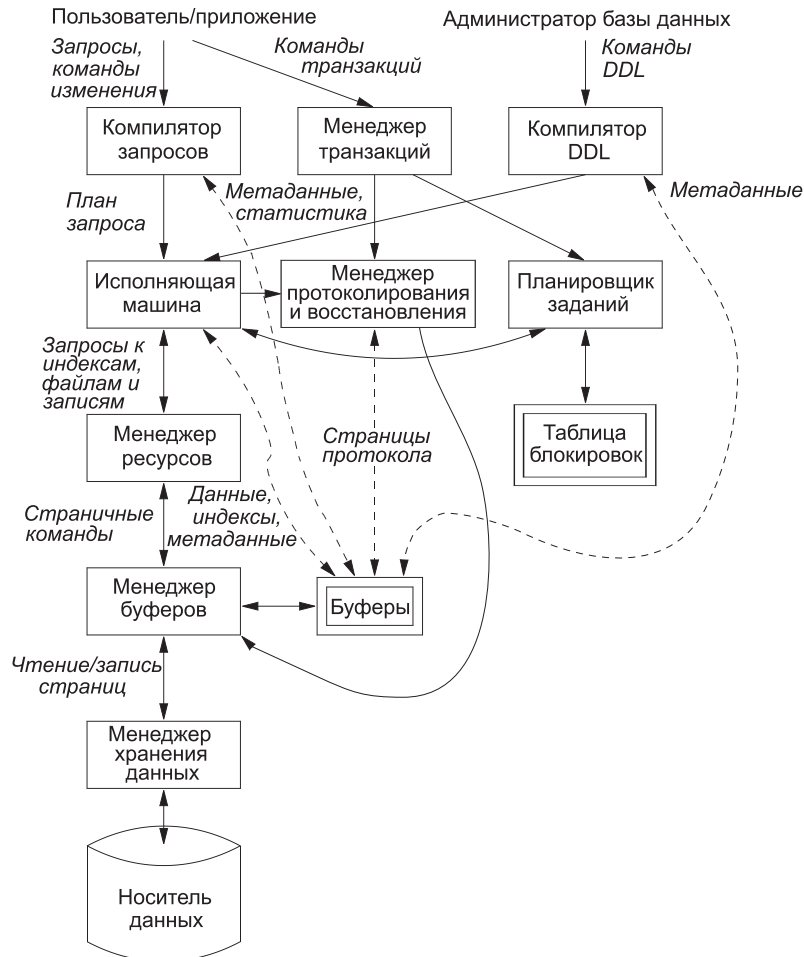 Пользователь/приложение
Администратор базы данных
Запросы,
команды
изменения
Команды
транзакций
Команды
DDL
Компилятор
запросов
Менеджер
транзакций
Компилятор
DDL
План
запроса
Метаданные,
статистика
Метаданные
Исполняющая
машина
Менеджер
протоколирования
и восстановления
Планировщик
заданий
Запросы к
индексам,
файлам и
записям
Менеджер
ресурсов
Страницы
протокола
Таблица
блокировок
Страничные
команды
Данные,
индексы,
метаданные
Менеджер
буферов
Буферы
Чтение/запись
страниц
Менеджер
хранения
данных
Носитель
данных